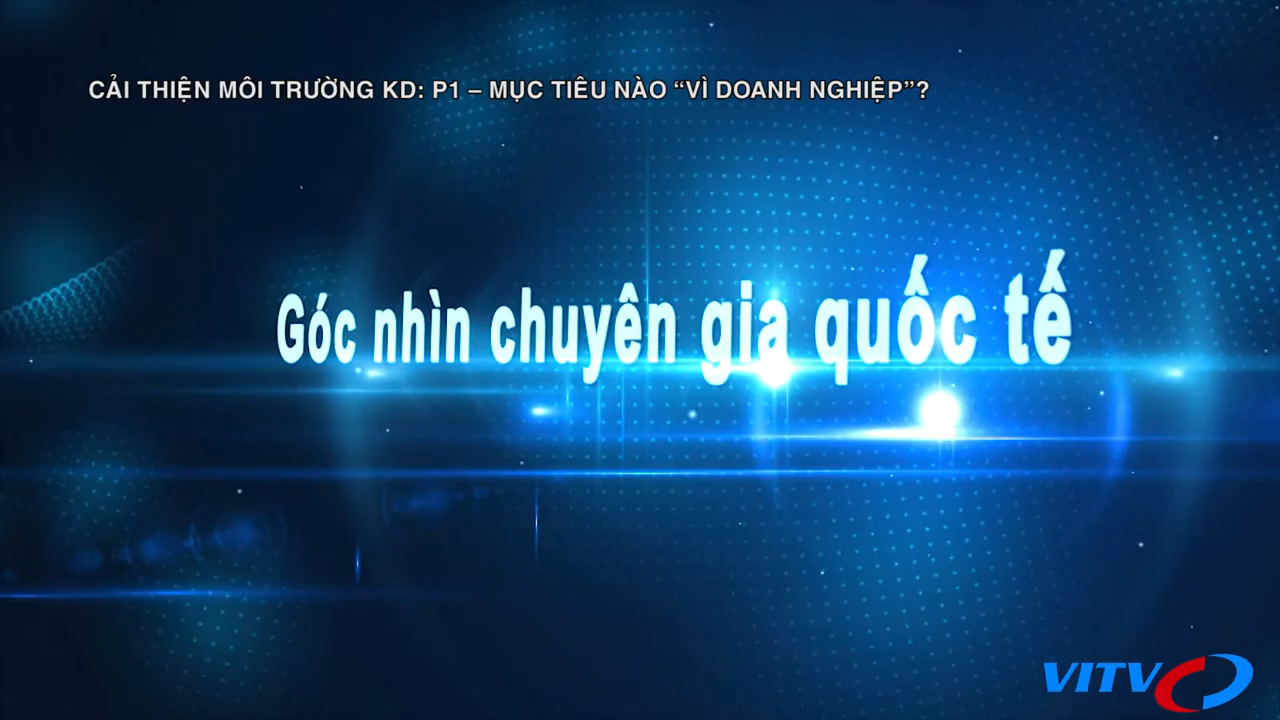 CẢI THIỆN MÔI TRƯỜNG KD: P1 – MỤC TIÊU NÀO “VÌ DOANH NGHIỆP”?
Góc nhìn chuyên gia quốc tế
VITV